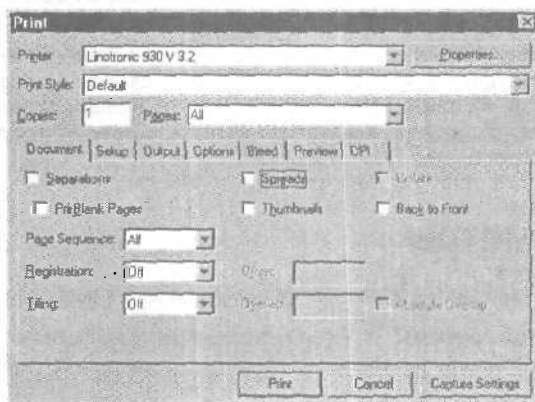 Print
Printer: Linotronic 930 V 3.2 Properties...
Print Style: Default
Copies: 1 Pages: All
Document Setup Output Options Bleed Preview OPI
Separations Spreads Collate
Print Blank Pages Thumbnails Back to Front
Page Sequence: All
Registration: Off Offset:
Tiling: Off Overlap: Absolute Overlap
Print Cancel Capture Settings